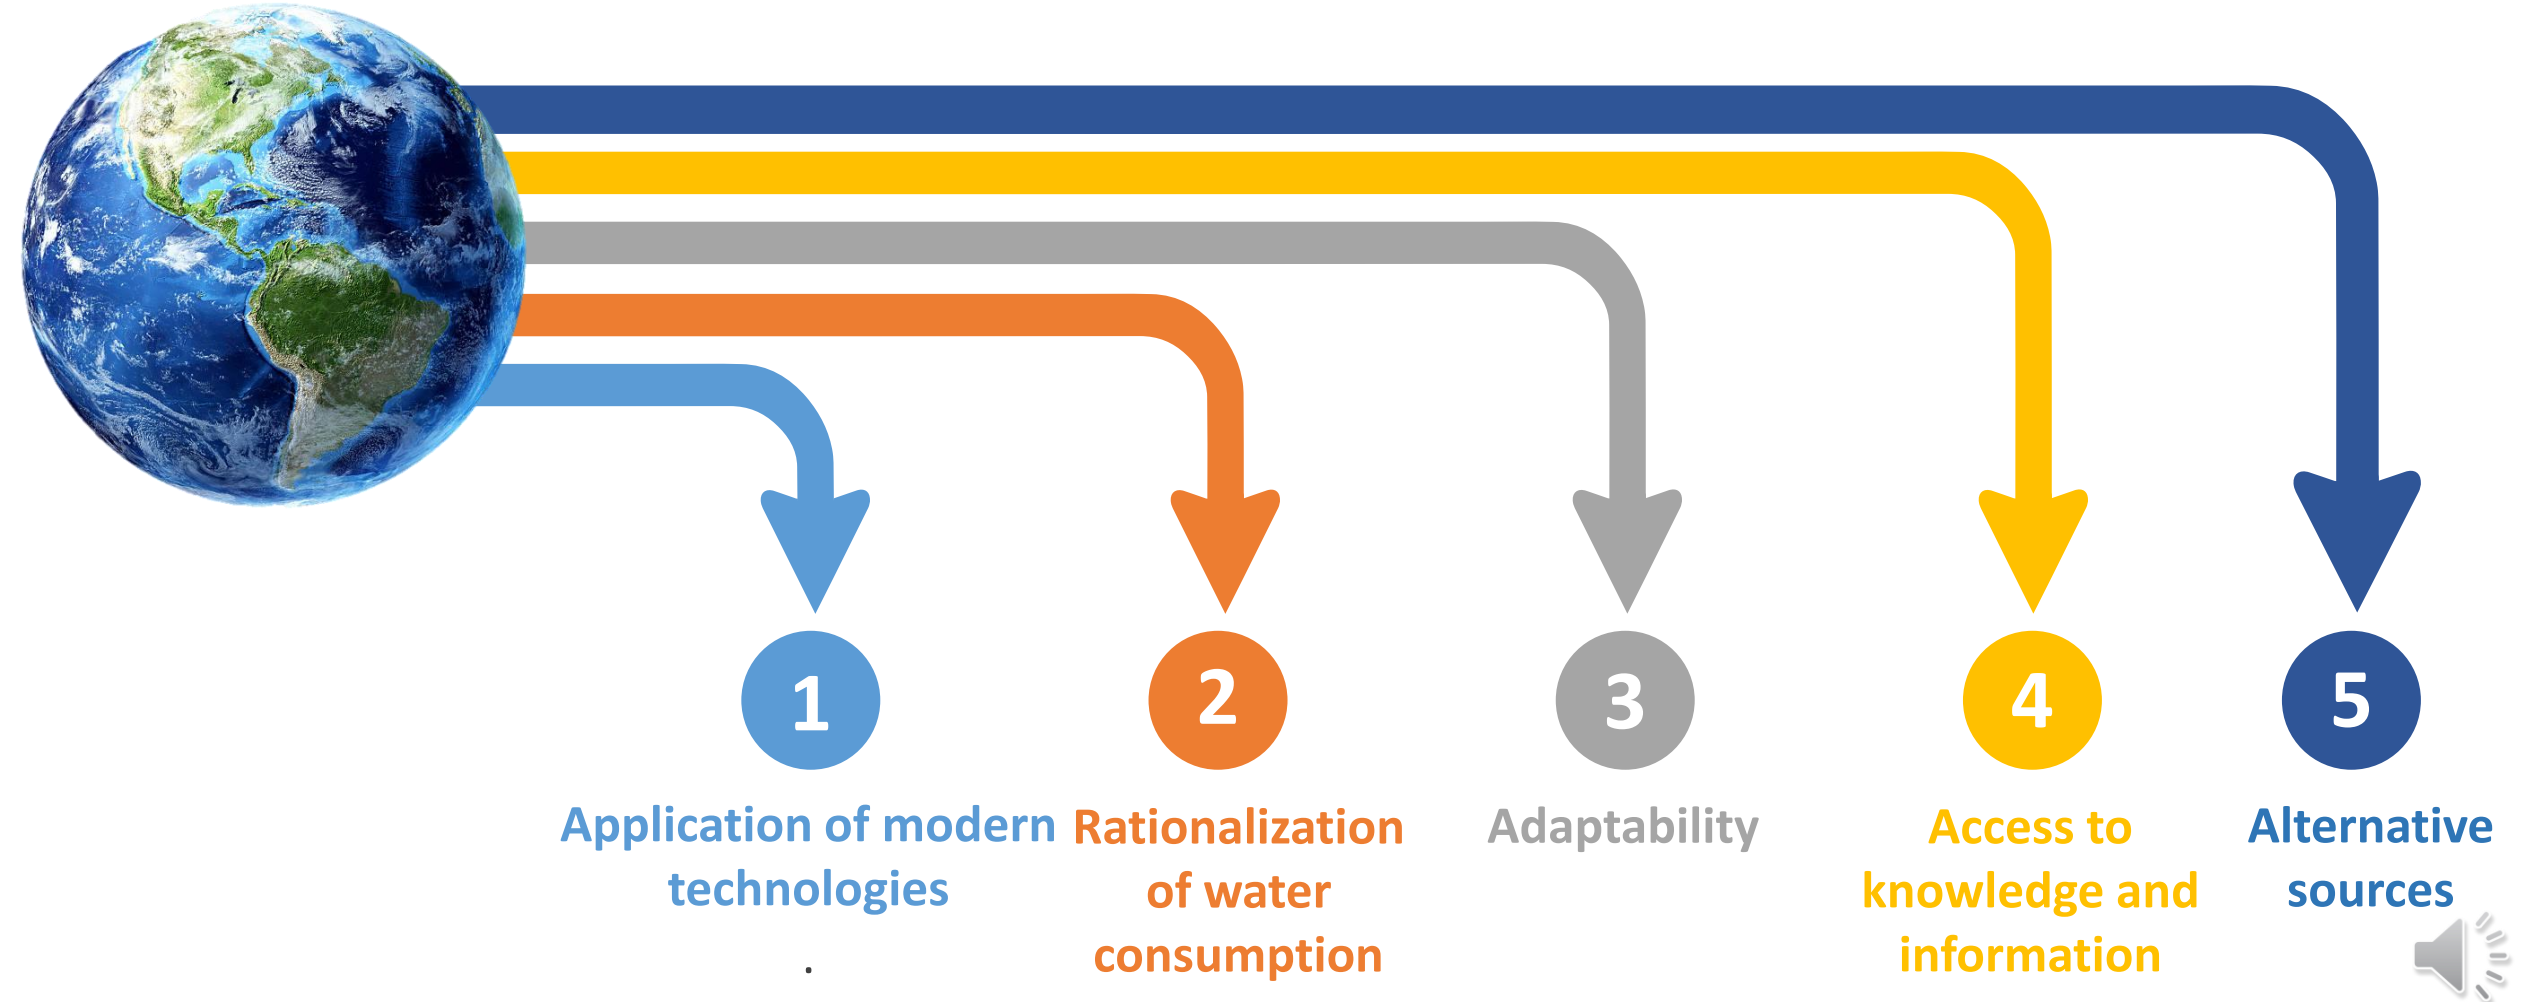 1
Application of modern
technologies
.
2
Rationalization
of water
consumption
3
Adaptability
4
Access to
knowledge and
information
5
Alternative
sources